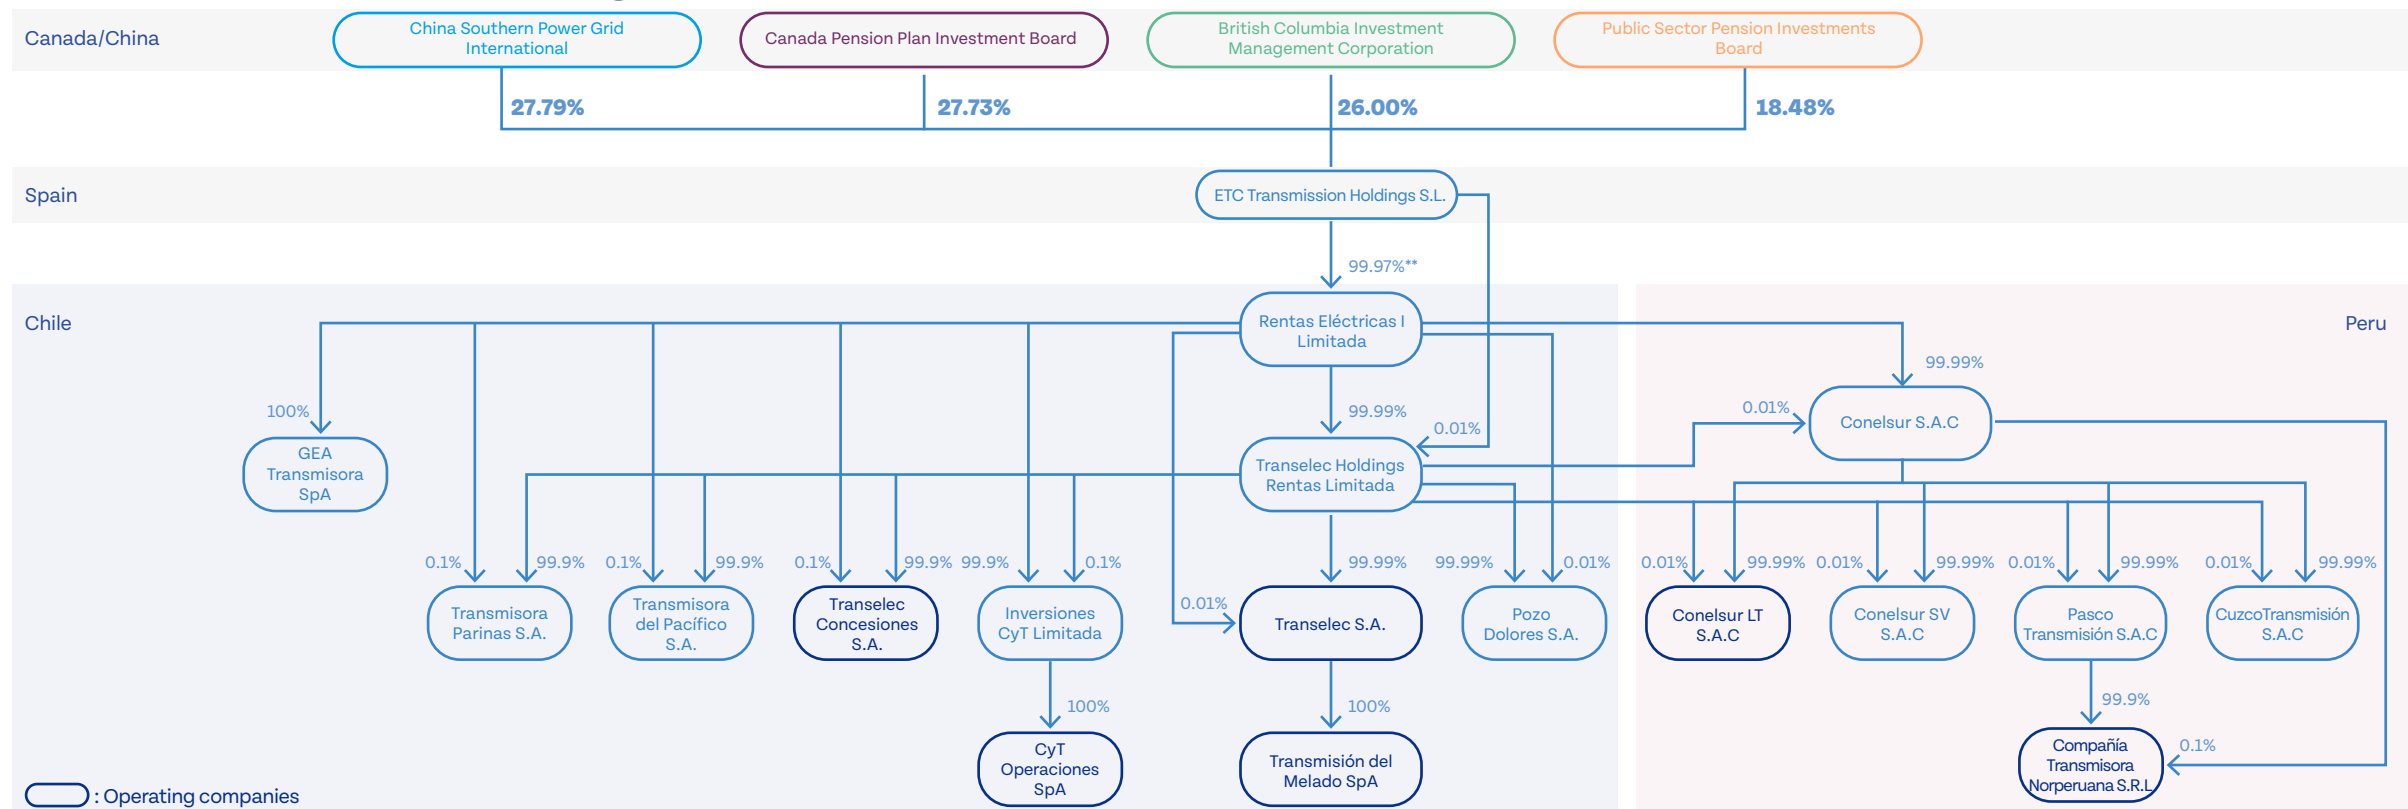 Canada/China
China Southern Power Grid
International
Canada Pension Plan Investment Board
British Columbia Investment
Management Corporation
Public Sector Pension Investments
Board
27.79%
27.73%
26.00%
18.48%
Spain
ETC Transmission Holdings S.L.
99.97%**
Chile
Rentas Eléctricas I
Limitada
Peru
99.99%
100%
99.99%
0.01%
0.01%
Conelsur S.A.C
GEA
Transmisora
SpA
Transelec Holdings
Rentas Limitada
0.1%
99.9%
0.1%
99.9%
0.1%
99.9%
99.9%
0.1%
99.99%
99.99%
0.01%
0.01%
99.99%
0.01%
99.99%
0.01%
99.99%
0.01%
99.99%
0.01%
Transmisora
Parinas S.A.
Transmisora
del Pacífico
S.A.
Transelec
Concesiones
S.A.
Inversiones
CyT Limitada
Transelec S.A.
Pozo
Dolores S.A.
Conelsur LT
S.A.C
Conelsur SV
S.A.C
Pasco
Transmisión S.A.C
CuzcoTransmisión
S.A.C
100%
100%
99.9%
CyT
Operaciones
SpA
Transmisión del
Melado SpA
Compañía
Transmisora
Norperuana S.R.L
0.1%
: Operating companies